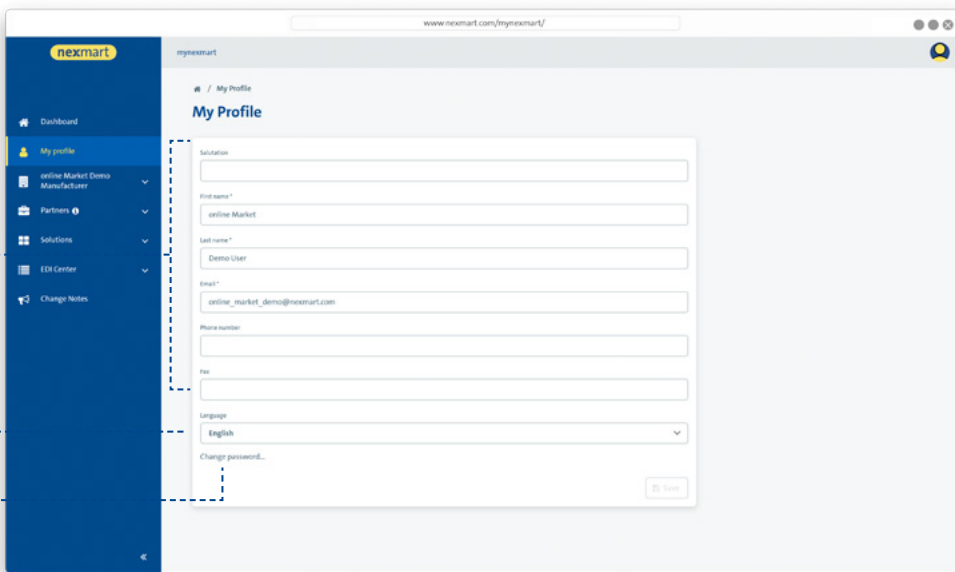 www.nexmart.com/mynexmart/
nexmart
mynexmart
/ My Profile
My Profile
Dashboard
My profile
online Market Demo
Manufacturer
Partners
Solutions
EDI Center
Change Notes
Salutation
First name *
online Market
Last name *
Demo User
Email *
online_market_demo@nexmart.com
Phone number
Fax
Language
English
Change password...
Save